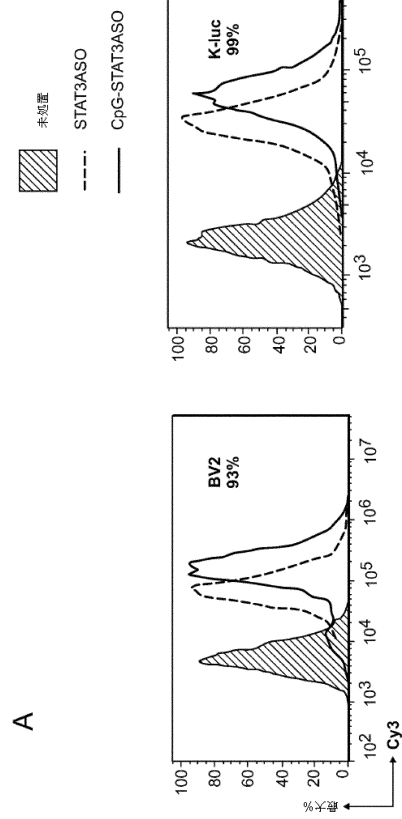 A
未処置
STAT3ASO
CpG-STAT3ASO
BV2
93%
100
80
60
40
20
0
10² 10³ 10⁴ 10⁵ 10⁶ 10⁷
最大%
Cy3
K-luc
99%
100
80
60
40
20
0
10³ 10⁴ 10⁵